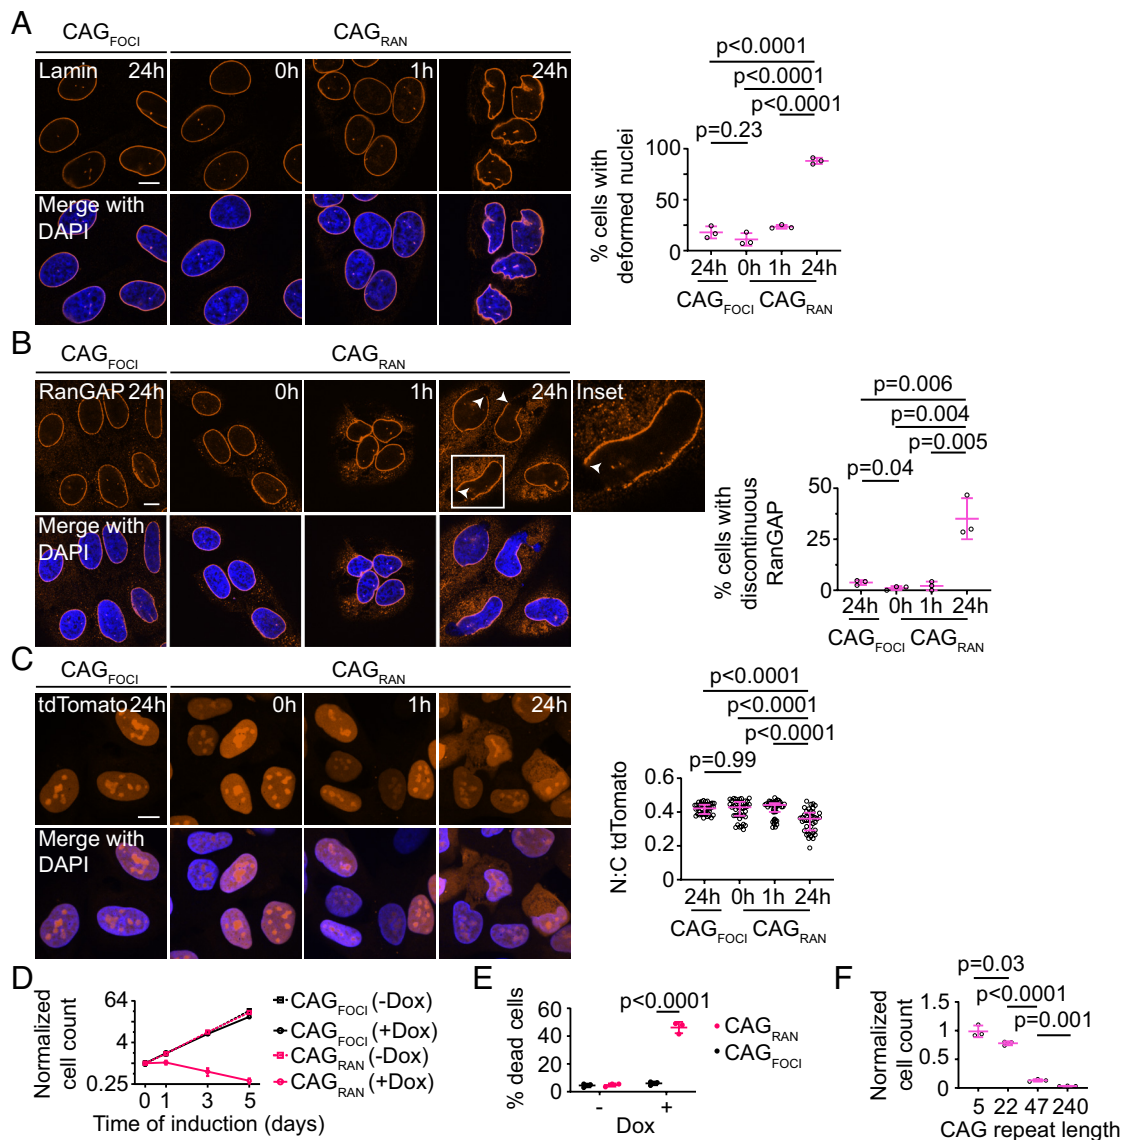 A
CAGFOCI
CAGRAN
Lamin 24h
0h
1h
24h
Merge with
DAPI
p<0.0001
p<0.0001
p<0.0001
p=0.23
100
50
0
% cells with
deformed nuclei
24h 0h 1h 24h
CAGFOCI CAGRAN
B
CAGFOCI
CAGRAN
RanGAP 24h
0h
1h
24h
Inset
Merge with
DAPI
p=0.006
p=0.004
p=0.005
p=0.04
50
25
0
% cells with
discontinuous
RanGAP
24h 0h 1h 24h
CAGFOCI CAGRAN
C
CAGFOCI
CAGRAN
tdTomato 24h
0h
1h
24h
Merge with
DAPI
p<0.0001
p<0.0001
p<0.0001
p=0.99
0.6
0.4
0.2
0
N:C tdTomato
24h 0h 1h 24h
CAGFOCI CAGRAN
D
64
4
0.25
Normalized
cell count
0 1 3 5
Time of induction (days)
CAGFOCI (-Dox)
CAGFOCI (+Dox)
CAGRAN (-Dox)
CAGRAN (+Dox)
E
60
40
20
0
% dead cells
p<0.0001
- +
Dox
CAGRAN
CAGFOCI
F
p=0.03
p<0.0001
p=0.001
1.5
1
0.5
0
Normalized
cell count
5 22 47 240
CAG repeat length